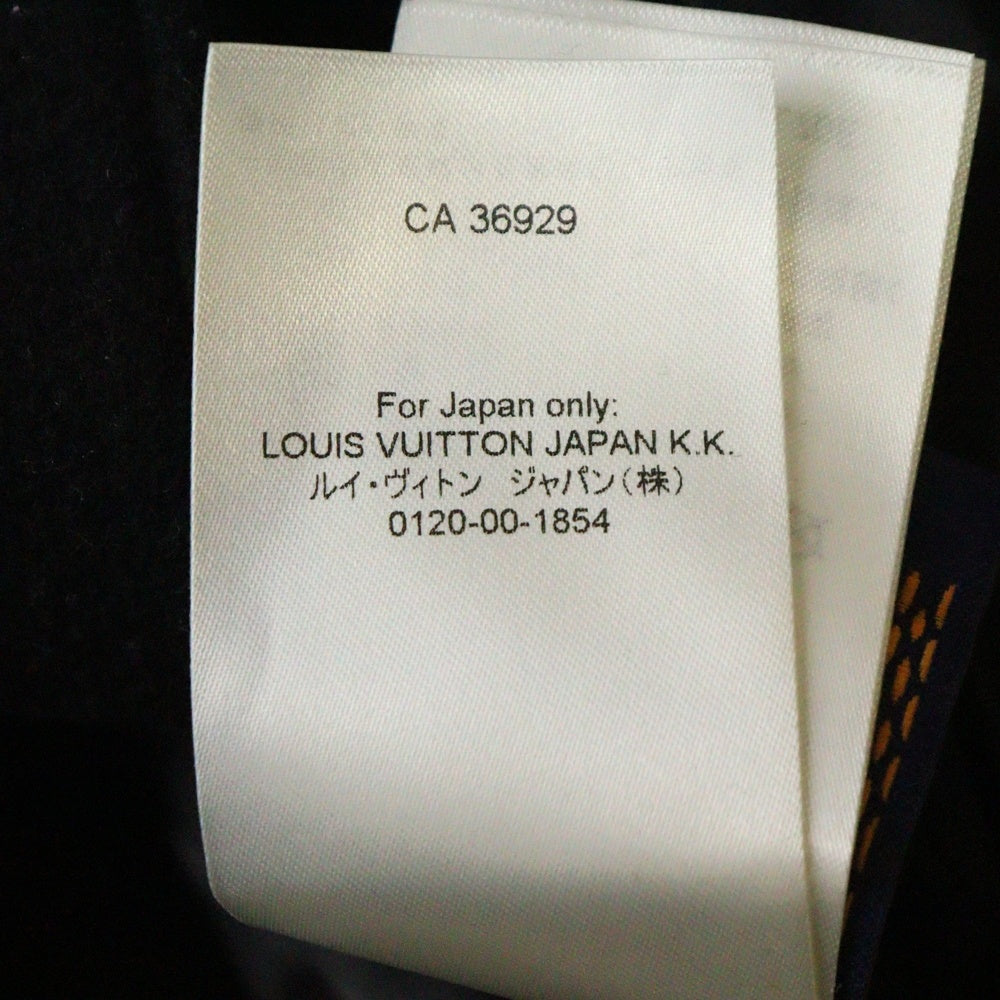 CA 36929
For Japan only:
LOUIS VUITTON JAPAN K.K.
ルイ・ヴィトン ジャパン(株)
0120-00-1854